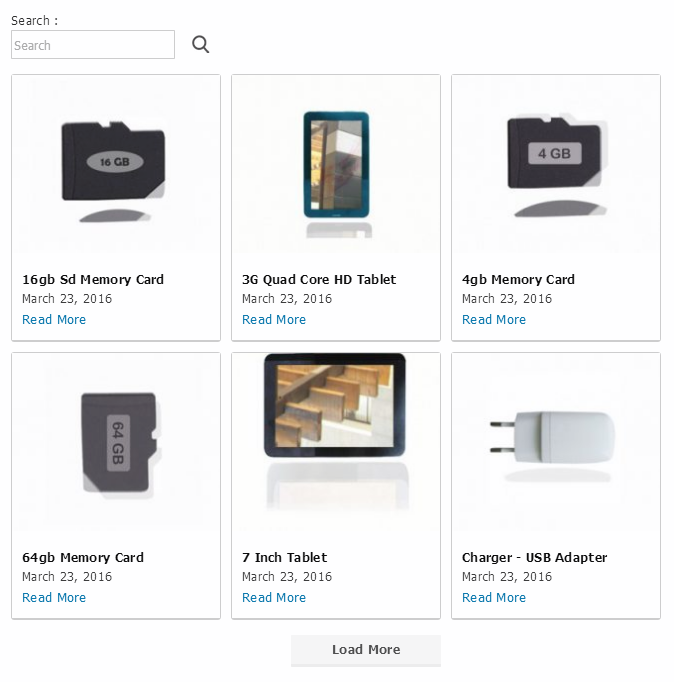 Search :
Search
16 GB
4 GB
16gb Sd Memory Card
March 23, 2016
Read More
3G Quad Core HD Tablet
March 23, 2016
Read More
4gb Memory Card
March 23, 2016
Read More
64 GB
64gb Memory Card
March 23, 2016
Read More
7 Inch Tablet
March 23, 2016
Read More
Charger - USB Adapter
March 23, 2016
Read More
Load More